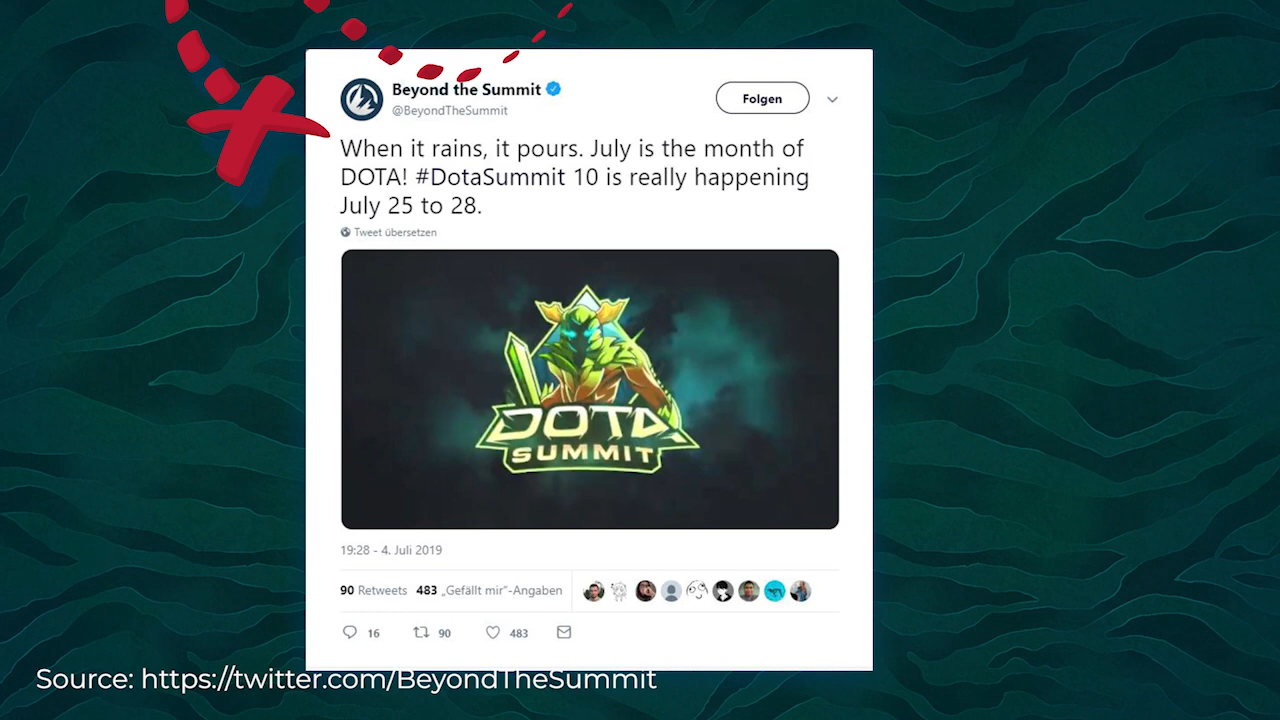 Beyond the Summit
@BeyondTheSummit
Folgen
When it rains, it pours. July is the month of
DOTA! #DotaSummit 10 is really happening
July 25 to 28.
Tweet übersetzen
DOTA
SUMMIT
19:28 - 4. Juli 2019
90 Retweets 483 „Gefällt mir“-Angaben
16 90 483
Source: https://twitter.com/BeyondTheSummit